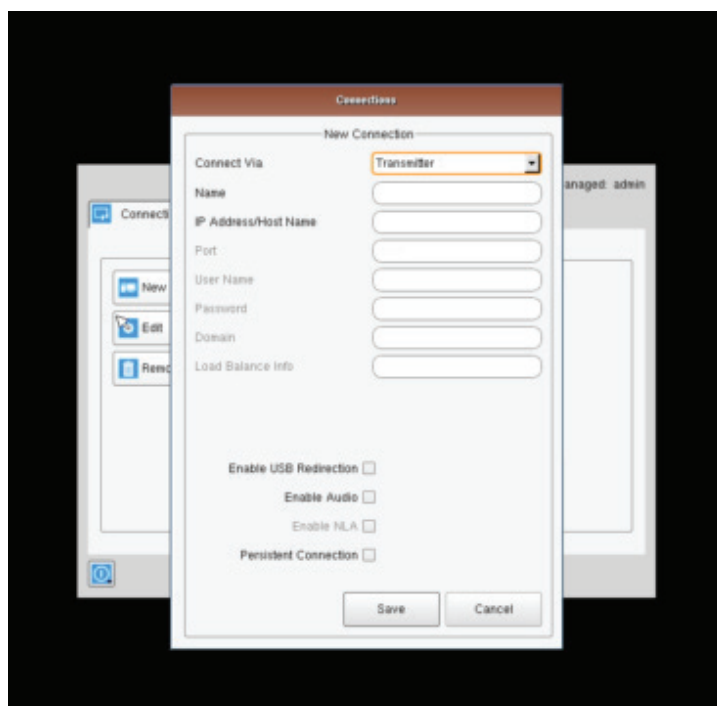 Connections
New Connection
Connect Via Transmitter
Name
IP Address/Host Name
Port
User Name
Password
Domain
Load Balance Info
Enable USB Redirection
Enable Audio
Enable NLA
Persistent Connection
Save Cancel
anaged: admin
Connecti
New
Edit
Remo